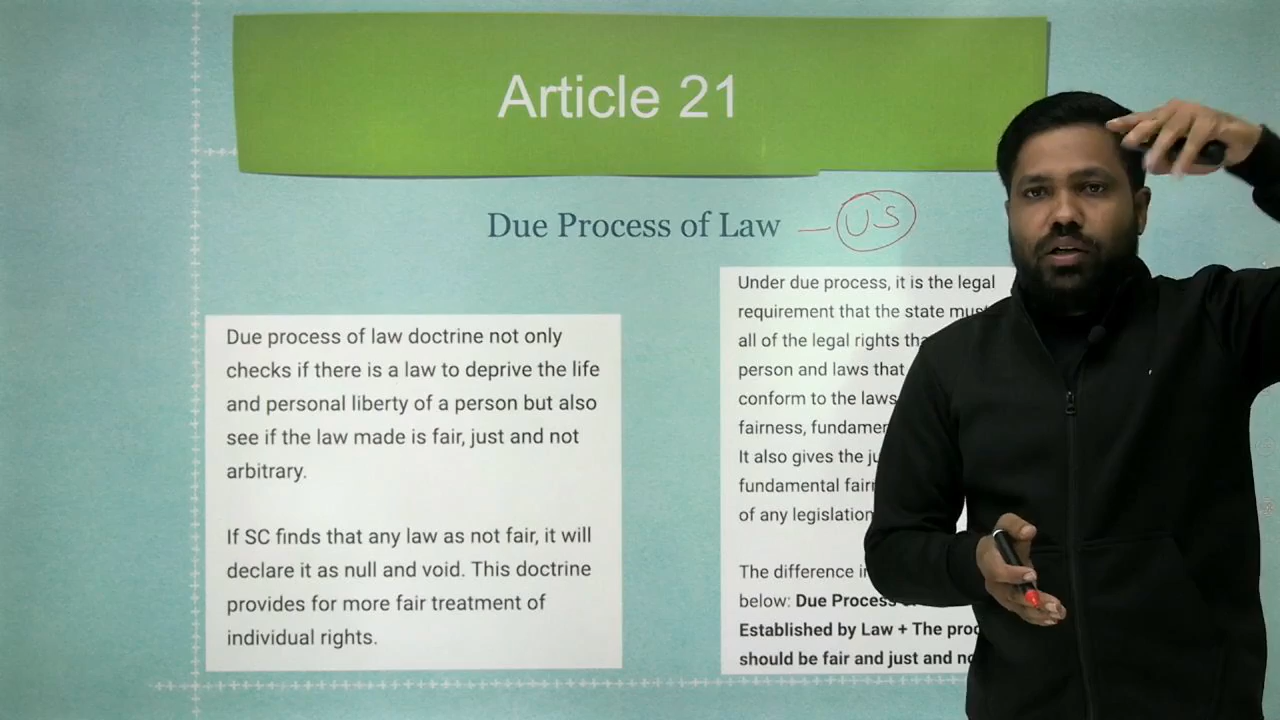 Article 21
Due Process of Law – US
Due process of law doctrine not only
checks if there is a law to deprive the life
and personal liberty of a person but also
see if the law made is fair, just and not
arbitrary.
If SC finds that any law as not fair, it will
declare it as null and void. This doctrine
provides for more fair treatment of
individual rights.
Under due process, it is the legal
requirement that the state must
all of the legal rights
person and laws that
conform to the laws
fairness,
It also gives the
fundamental
of any legislation
The difference
below: Due Process
Established by Law + The
should be fair and just and